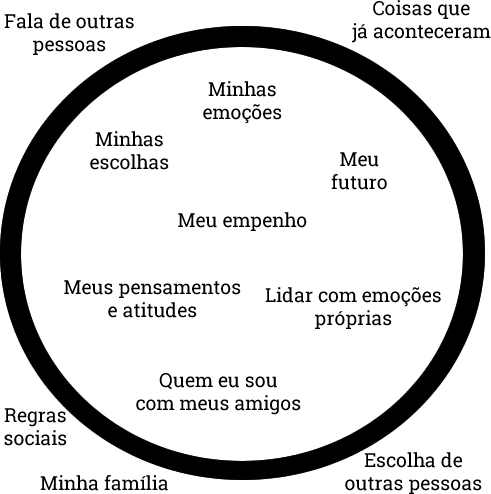 Fala de outras
pessoas
Coisas que
já aconteceram
Minhas
emoções
Minhas
escolhas
Meu
futuro
Meu empenho
Meus pensamentos
e atitudes
Lidar com emoções
próprias
Quem eu sou
com meus amigos
Regras
sociais
Minha família
Escolha de
outras pessoas